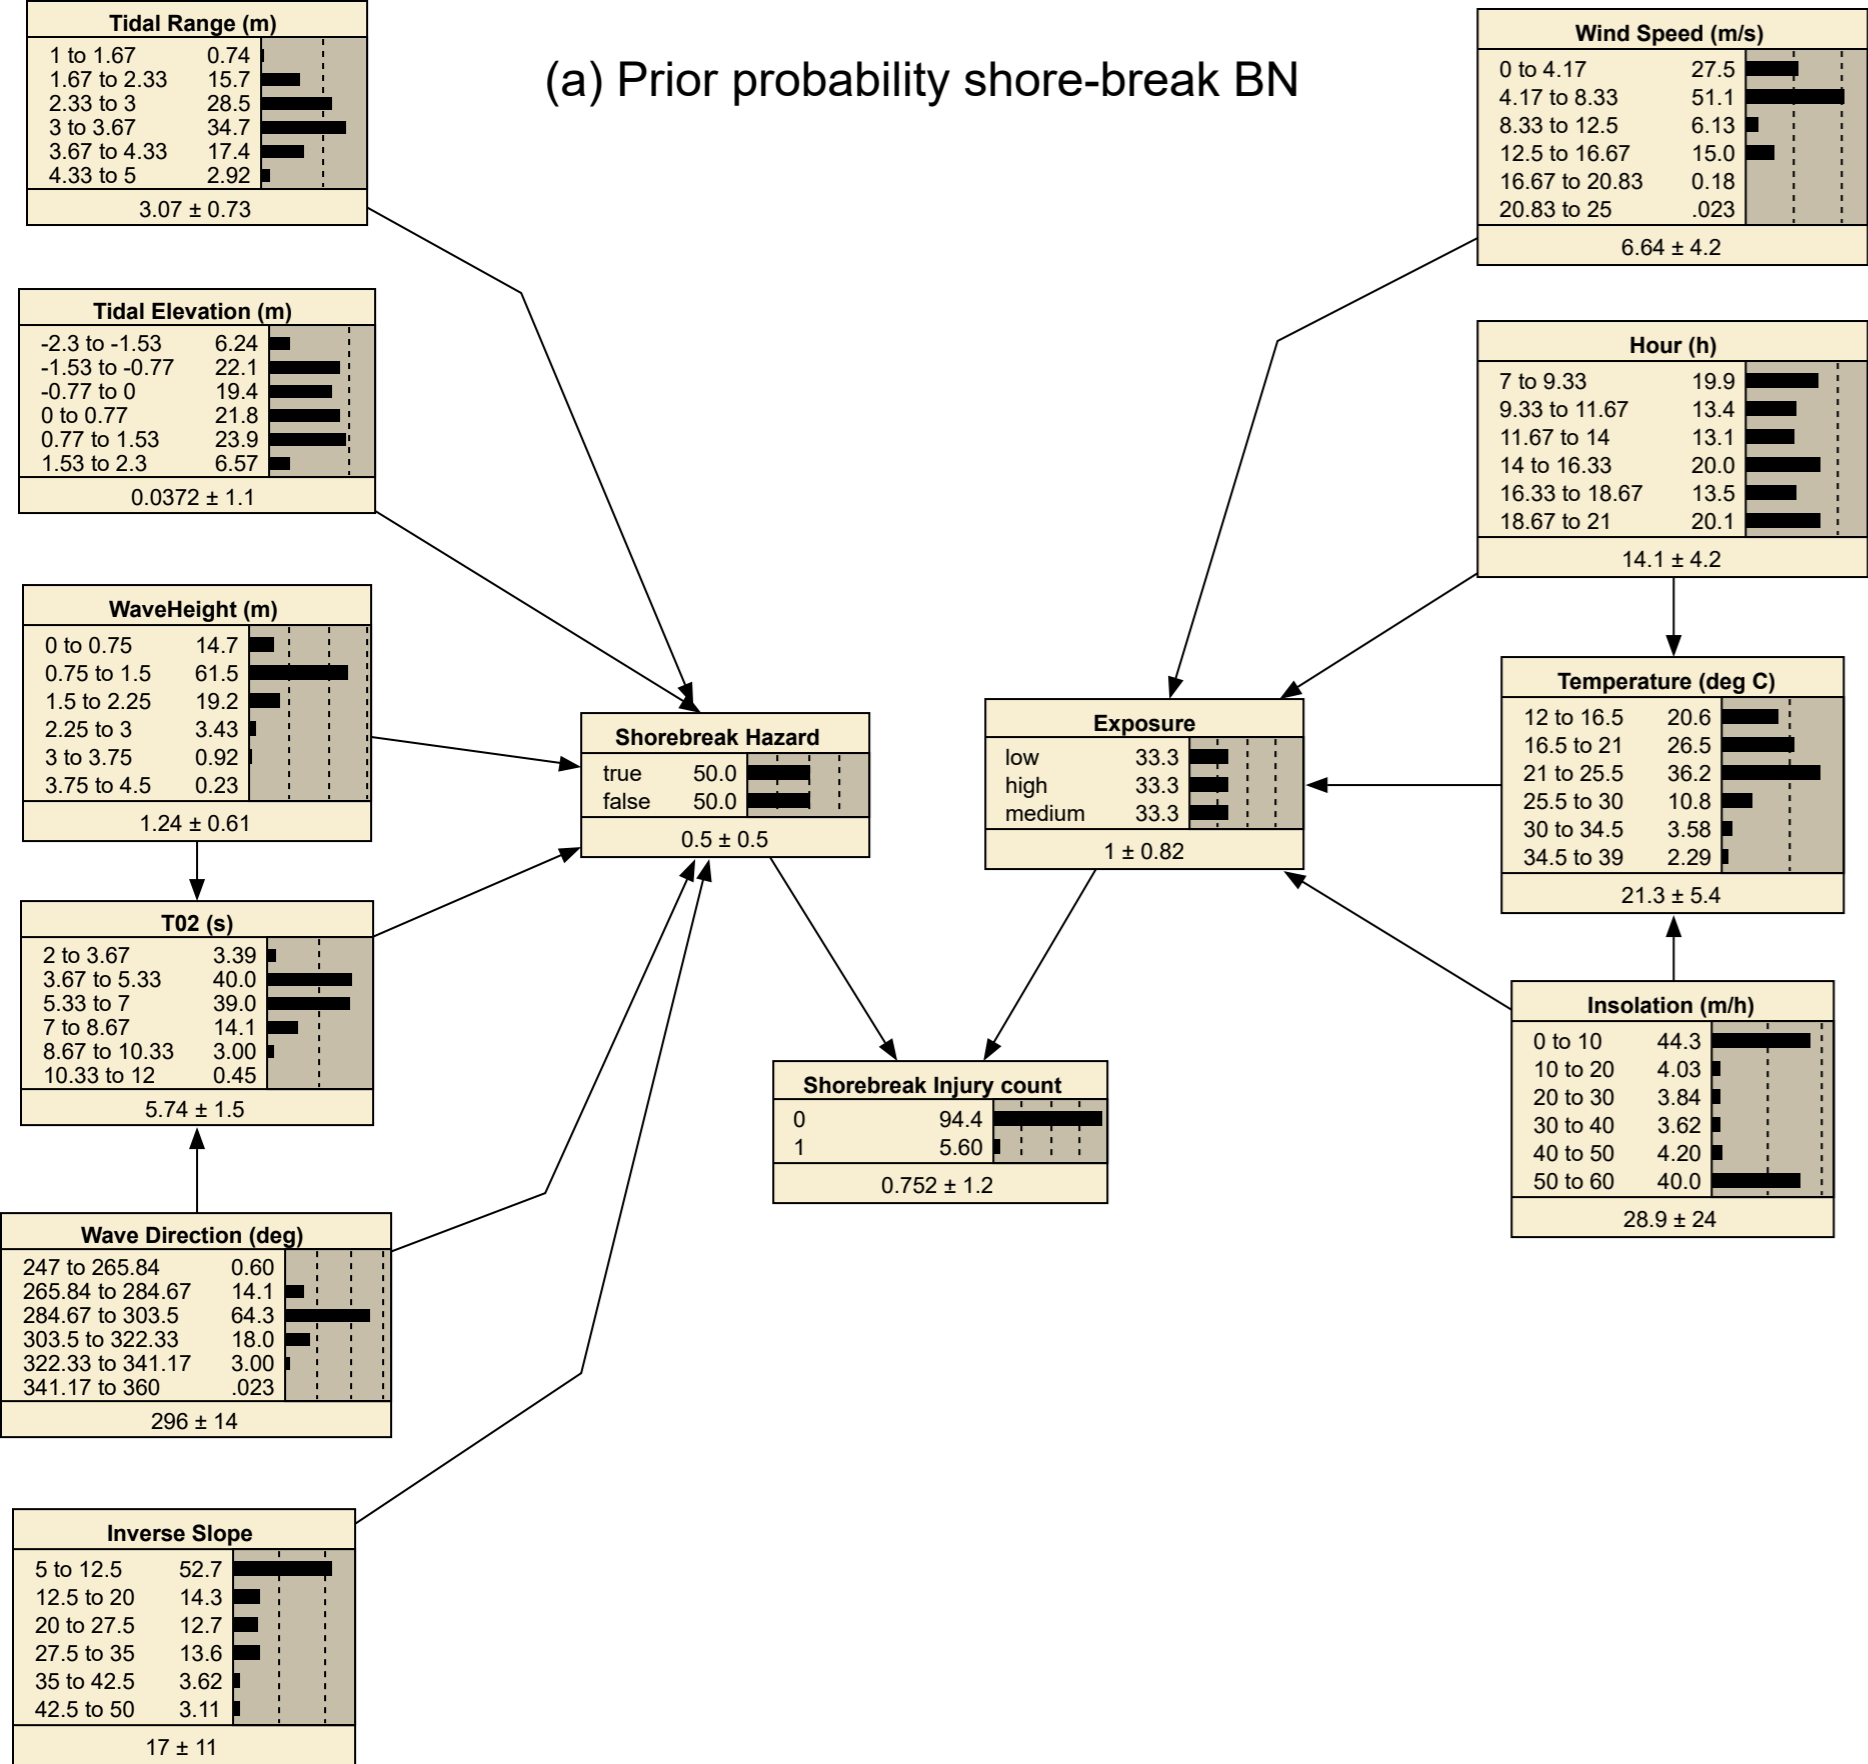 (a) Prior probability shore-break BN
Tidal Range (m)
1 to 1.67 0.74
1.67 to 2.33 15.7
2.33 to 3 28.5
3 to 3.67 34.7
3.67 to 4.33 17.4
4.33 to 5 2.92
3.07 ± 0.73
Tidal Elevation (m)
-2.3 to -1.53 6.24
-1.53 to -0.77 22.1
-0.77 to 0 19.4
0 to 0.77 21.8
0.77 to 1.53 23.9
1.53 to 2.3 6.57
0.0372 ± 1.1
WaveHeight (m)
0 to 0.75 14.7
0.75 to 1.5 61.5
1.5 to 2.25 19.2
2.25 to 3 3.43
3 to 3.75 0.92
3.75 to 4.5 0.23
1.24 ± 0.61
T02 (s)
2 to 3.67 3.39
3.67 to 5.33 40.0
5.33 to 7 39.0
7 to 8.67 14.1
8.67 to 10.33 3.00
10.33 to 12 0.45
5.74 ± 1.5
Wave Direction (deg)
247 to 265.84 0.60
265.84 to 284.67 14.1
284.67 to 303.5 64.3
303.5 to 322.33 18.0
322.33 to 341.17 3.00
341.17 to 360 .023
296 ± 14
Inverse Slope
5 to 12.5 52.7
12.5 to 20 14.3
20 to 27.5 12.7
27.5 to 35 13.6
35 to 42.5 3.62
42.5 to 50 3.11
17 ± 11
Shorebreak Hazard
true 50.0
false 50.0
0.5 ± 0.5
Exposure
low 33.3
high 33.3
medium 33.3
1 ± 0.82
Shorebreak Injury count
0 94.4
1 5.60
0.752 ± 1.2
Wind Speed (m/s)
0 to 4.17 27.5
4.17 to 8.33 51.1
8.33 to 12.5 6.13
12.5 to 16.67 15.0
16.67 to 20.83 0.18
20.83 to 25 .023
6.64 ± 4.2
Hour (h)
7 to 9.33 19.9
9.33 to 11.67 13.4
11.67 to 14 13.1
14 to 16.33 20.0
16.33 to 18.67 13.5
18.67 to 21 20.1
14.1 ± 4.2
Temperature (deg C)
12 to 16.5 20.6
16.5 to 21 26.5
21 to 25.5 36.2
25.5 to 30 10.8
30 to 34.5 3.58
34.5 to 39 2.29
21.3 ± 5.4
Insolation (m/h)
0 to 10 44.3
10 to 20 4.03
20 to 30 3.84
30 to 40 3.62
40 to 50 4.20
50 to 60 40.0
28.9 ± 24